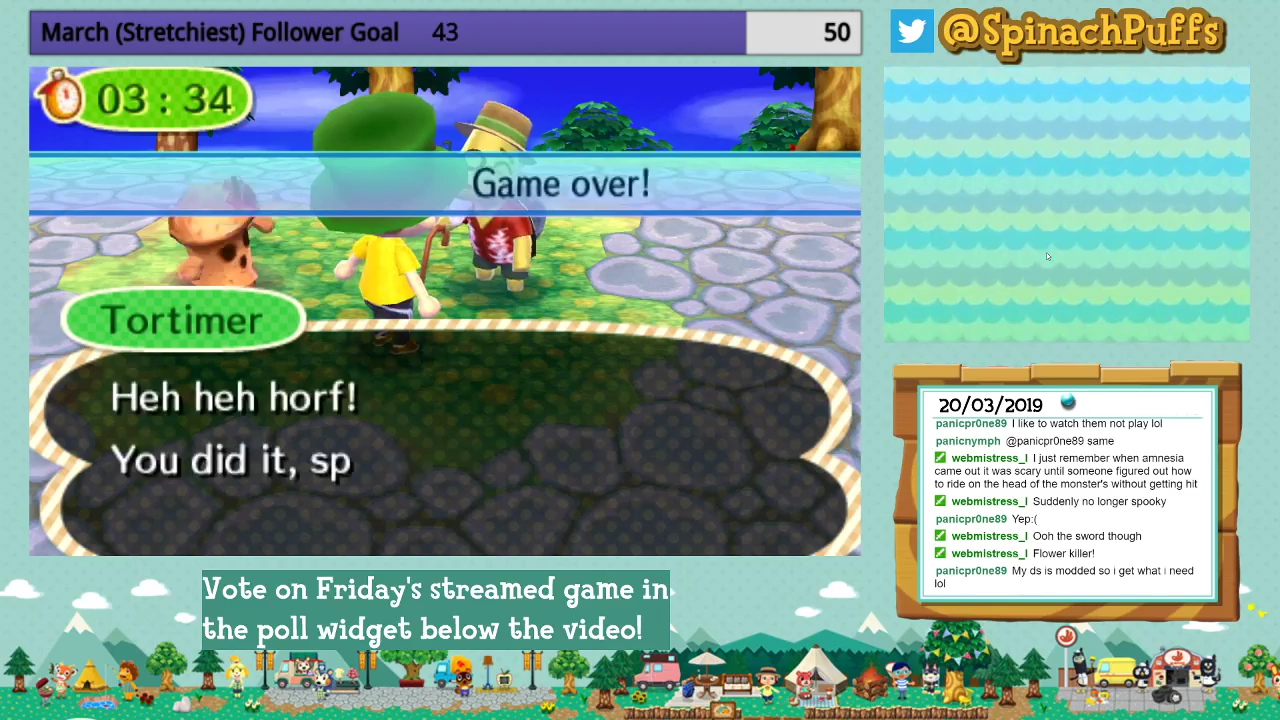 March (Stretchiest) Follower Goal 43 50
@SpinachPuffs
03 : 34
Game over!
Tortimer
Heh heh horf!
You did it, sp
20/03/2019
panicpr0ne89 I like to watch them not play lol
panicnymph @panicpr0ne89 same
webmistress_l I just remember when amnesia
came out it was scary until someone figured out how
to ride on the head of the monster's without getting hit
webmistress_l Suddenly no longer spooky
panicpr0ne89 Yep:(
webmistress_l Ooh the sword though
webmistress_l Flower killer!
panicpr0ne89 My ds is modded so i get what i need
lol
Vote on Friday's streamed game in
the poll widget below the video!